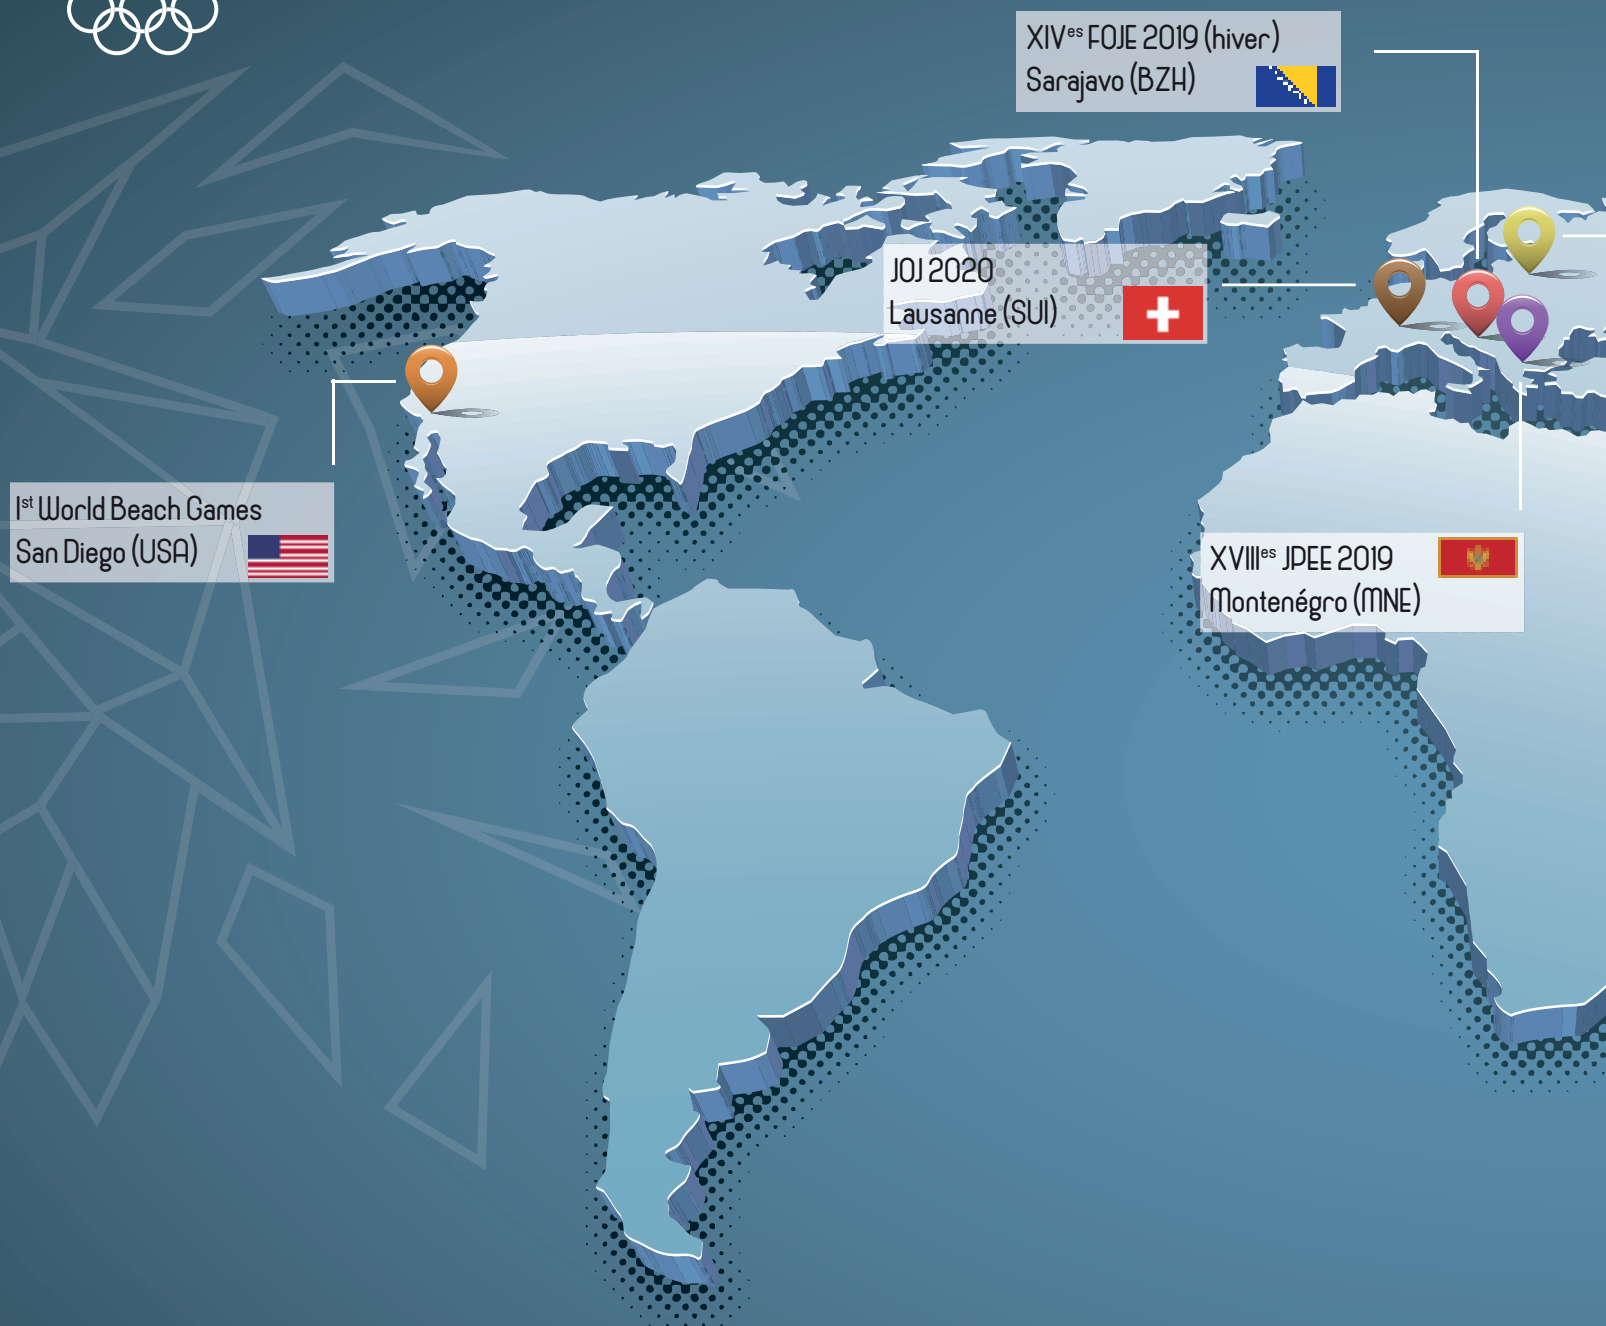 XIVes FOJE 2019 (hiver)
Sarajavo (BZH)
JOJ 2020
Lausanne (SUI)
1st World Beach Games
San Diego (USA)
XVIIIes JPEE 2019
Monténégro (MNE)